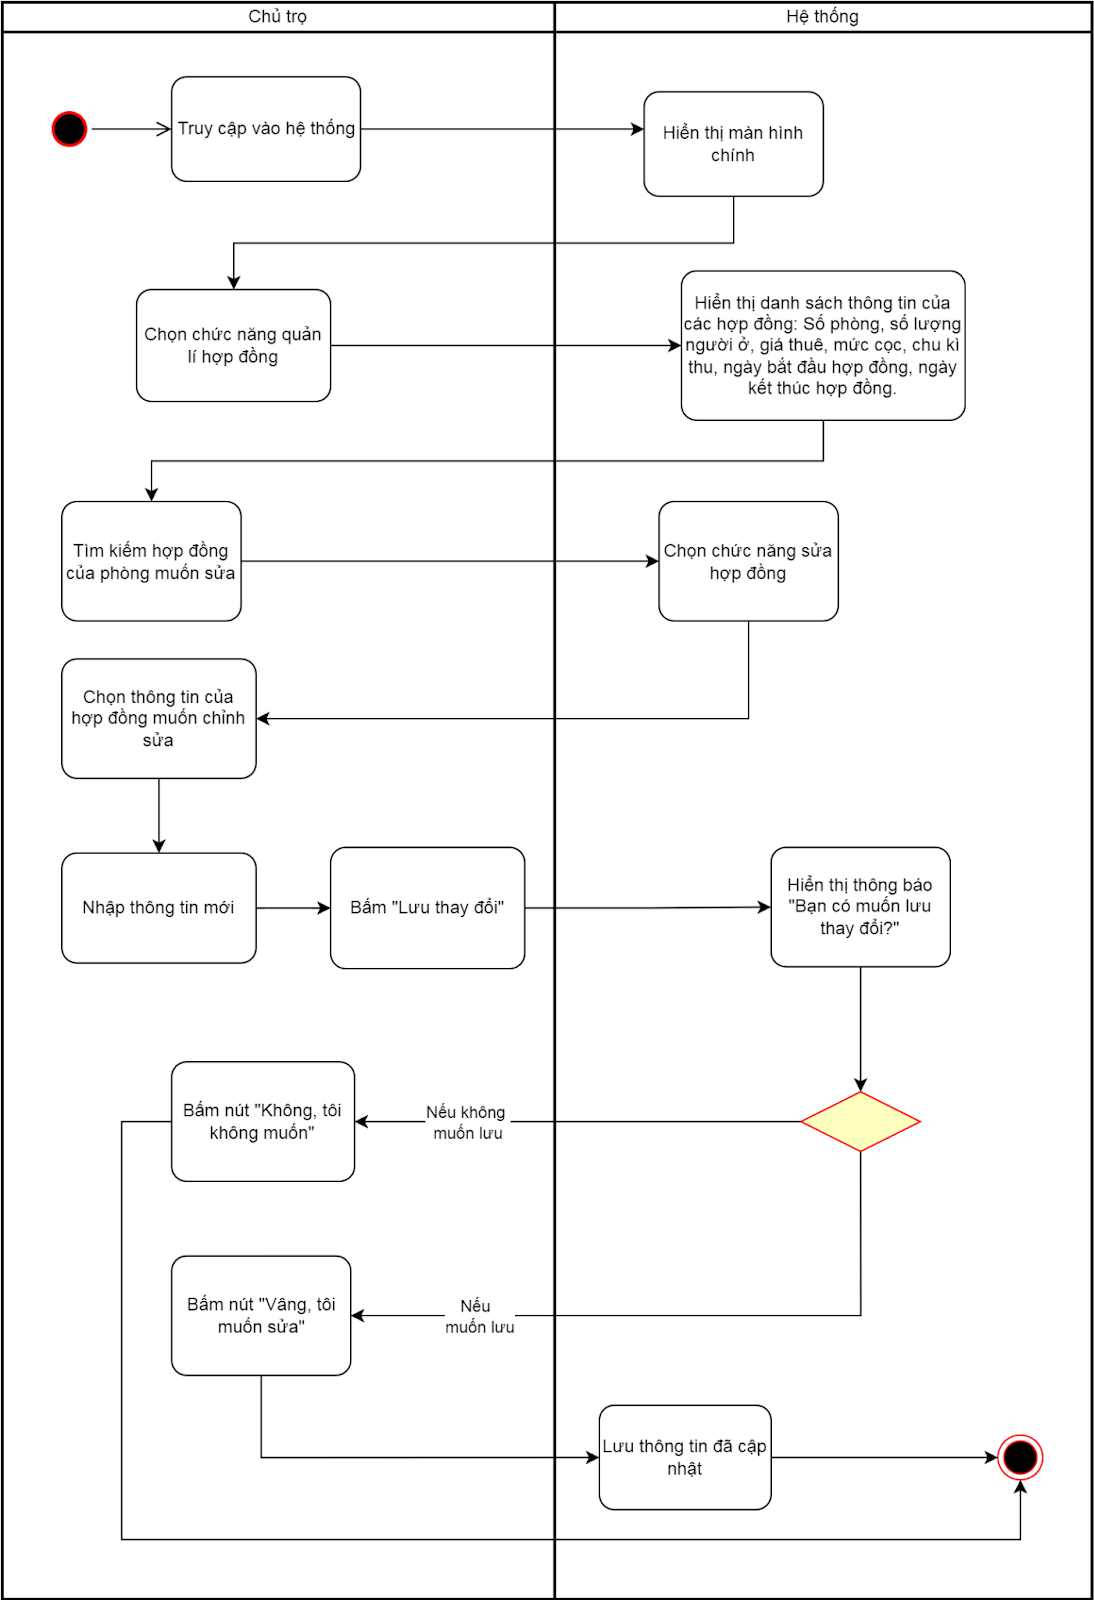 Chủ trọ
Hệ thống
Truy cập vào hệ thống
Hiển thị màn hình
chính
Chọn chức năng quản
lí hợp đồng
Hiển thị danh sách thông tin của
các hợp đồng: Số phòng, số lượng
người ở, giá thuê, mức cọc, chu kì
thu, ngày bắt đầu hợp đồng, ngày
kết thúc hợp đồng.
Tìm kiếm hợp đồng
của phòng muốn sửa
Chọn chức năng sửa
hợp đồng
Chọn thông tin của
hợp đồng muốn chỉnh
sửa
Nhập thông tin mới
Bấm "Lưu thay đổi"
Hiển thị thông báo
"Bạn có muốn lưu
thay đổi?"
Bấm nút "Không, tôi
không muốn"
Nếu không
muốn lưu
Bấm nút "Vâng, tôi
muốn sửa"
Nếu
muốn lưu
Lưu thông tin đã cập
nhật